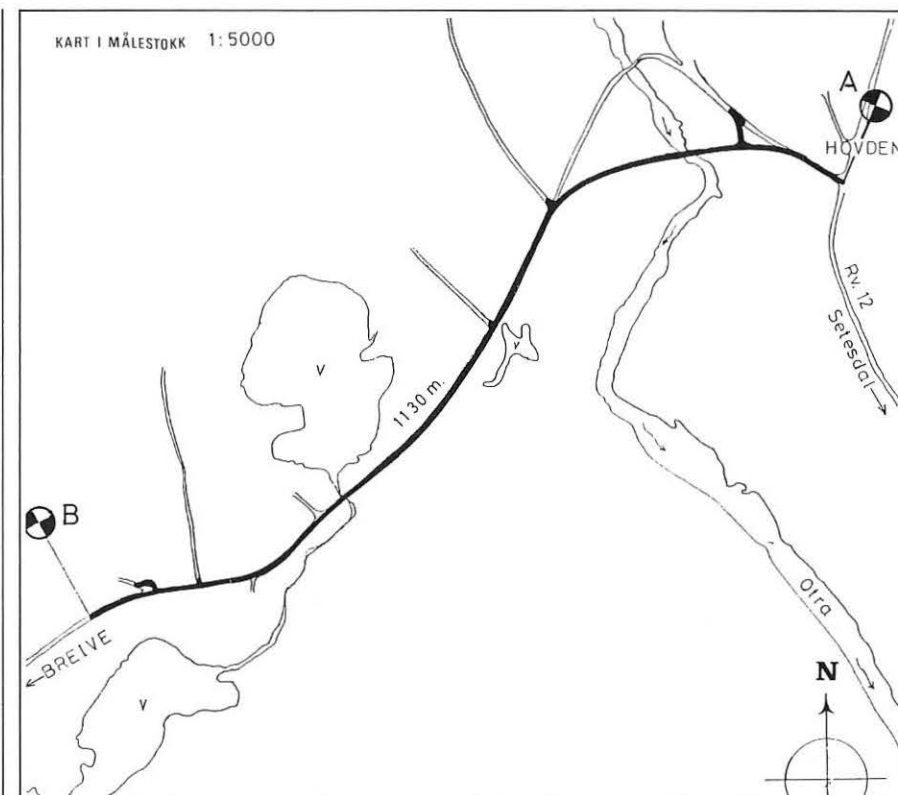 KART I MÅLESTOKK 1:5000
A
HOVDEN
Rv. 12
Setesdal →
V
V
1130 m.
B
← BREIVE
V
Otra
N